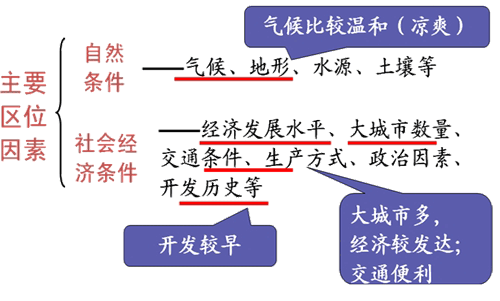 气候比较温和（凉爽）
自然
条件
——气候、地形、水源、土壤等
主要
区位
因素
——经济发展水平、大城市数量、
社会经
济条件
交通条件、生产方式、政治因素、
开发历史等
大城市多，
经济较发达；
交通便利
开发较早